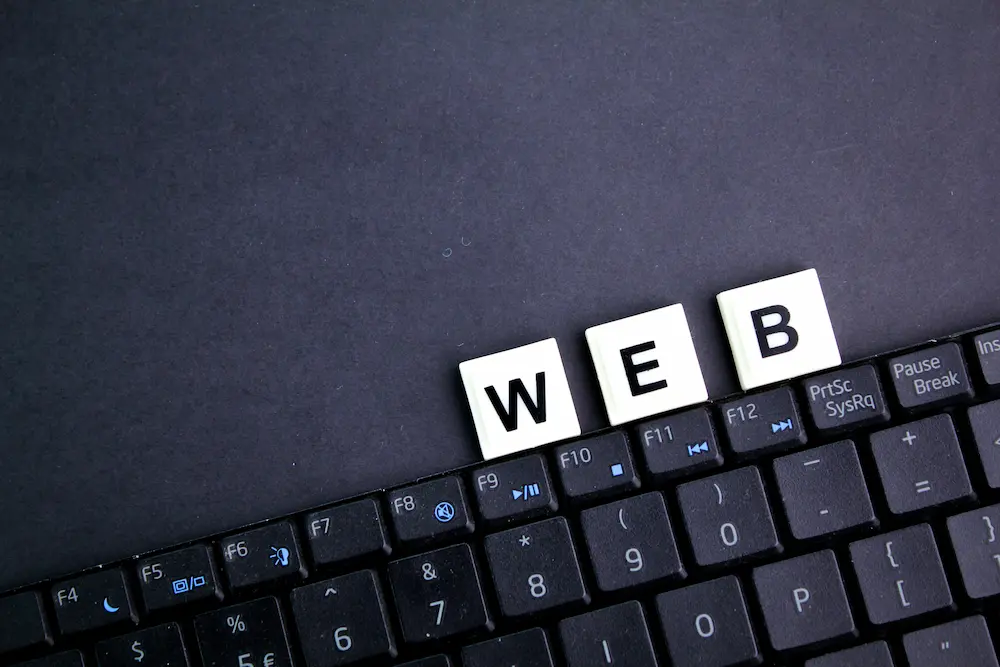 WEB
F4 F5 F6 F7 F8 F9 F10 F11 F12 PrtSc SysRq Pause Break Ins
$ % 5 € ^ 6 & 7 * 8 ( 9 ) 0 _ - + =
I O P { [ } ]
"